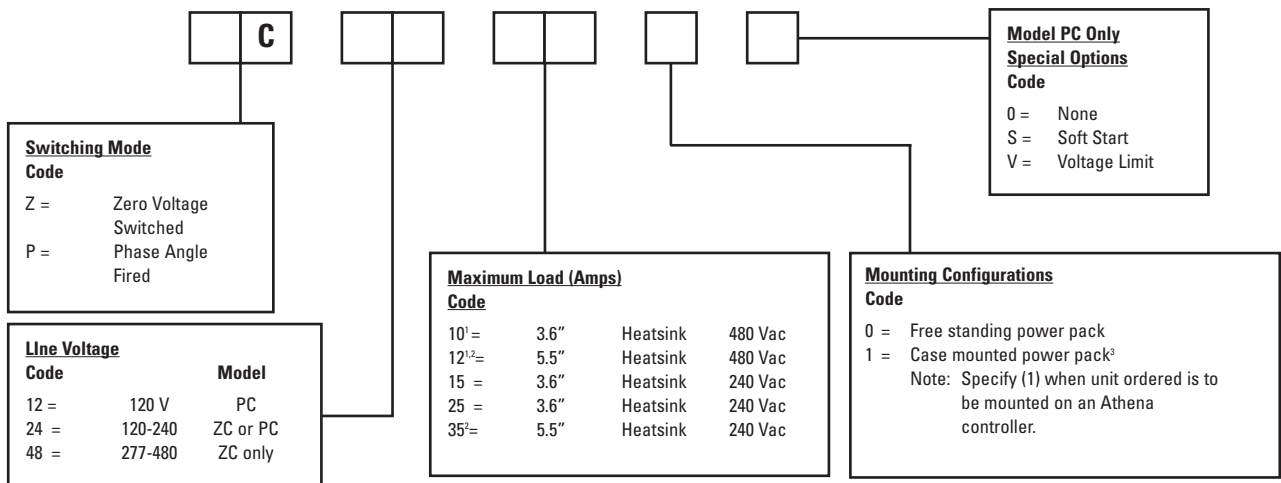 C
Model PC Only
Special Options
Code
0 = None
S = Soft Start
V = Voltage Limit
Switching Mode
Code
Z = Zero Voltage
Switched
P = Phase Angle
Fired
LIne Voltage
Code Model
12 = 120 V PC
24 = 120-240 ZC or PC
48 = 277-480 ZC only
Maximum Load (Amps)
Code
10¹= 3.6” Heatsink 480 Vac
12¹,²= 5.5” Heatsink 480 Vac
15 = 3.6” Heatsink 240 Vac
25 = 3.6” Heatsink 240 Vac
35²= 5.5” Heatsink 240 Vac
Mounting Configurations
Code
0 = Free standing power pack
1 = Case mounted power pack³
Note: Specify (1) when unit ordered is to
be mounted on an Athena
controller.